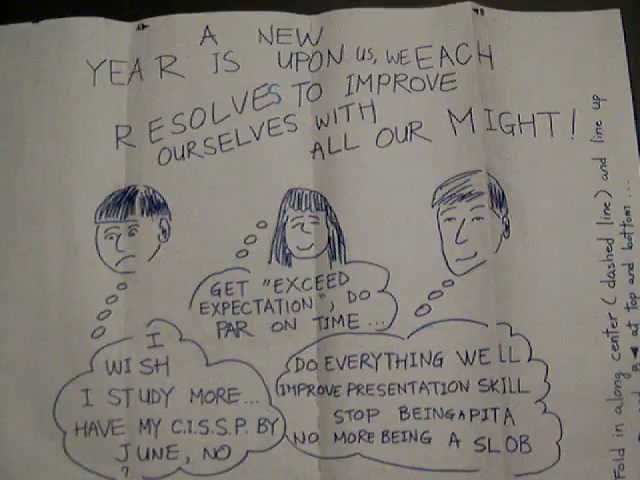 A NEW
YEAR IS UPON US, WE EACH
RESOLVES TO IMPROVE
OURSELVES WITH
ALL OUR MIGHT!
GET "EXCEED
EXPECTATION", DO
PAR ON TIME...
I
WISH
I STUDY MORE...
HAVE MY C.I.S.S.P. BY
JUNE, NO
?
DO EVERYTHING WELL
IMPROVE PRESENTATION SKILL
STOP BEING A PITA
NO MORE BEING A SLOB
Fold in along center (dashed line) and line up
B ◄ at top and bottom...